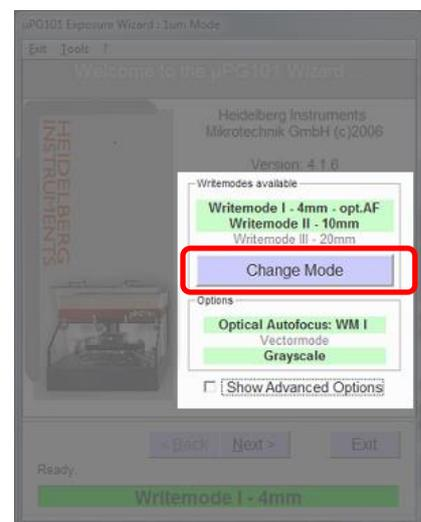 µPG101 Exposure Wizard : 1um Mode
Exit Tools ?
Welcome to the µPG101 Wizard...
HEIDELBERG
INSTRUMENTS
Heidelberg Instruments
Mikrotechnik GmbH (c)2006
Version: 4.1.6
Writemodes available
Writemode I - 4mm - opt.AF
Writemode II - 10mm
Writemode III - 20mm
Change Mode
Options
Optical Autofocus: WM I
Vectormode
Grayscale
Show Advanced Options
< Back Next > Exit
Ready.
Writemode I - 4mm